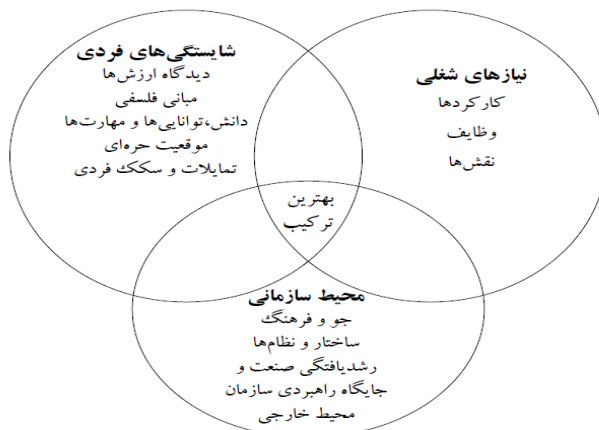 شایستگی‌های فردی
دیدگاه ارزش‌ها
مبانی فلسفی
دانش،توانایی‌ها و مهارت‌ها
موقعیت حره‌ای
تمایلات و سکک فردی
نیازهای شغلی
کارکردها
وظایف
نقش‌ها
بهترین
ترکیب
محیط سازمانی
جو و فرهنگ
ساختار و نظام‌ها
رشدیافتگی صنعت و
جایگاه راهبردی سازمان
محیط خارجی